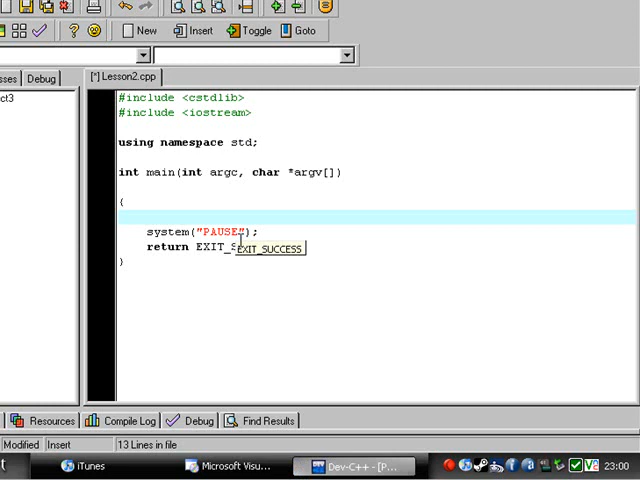 New Insert Toggle Goto
sses Debug [*] Lesson2.cpp
ct3
#include <cstdlib>
#include <iostream>
using namespace std;
int main(int argc, char *argv[])
{
system("PAUSE");
return EXIT_S
EXIT_SUCCESS
}
Resources Compile Log Debug Find Results
Modified Insert 13 Lines in file
t iTunes Microsoft Visu... Dev-C++ - [P... 23:00